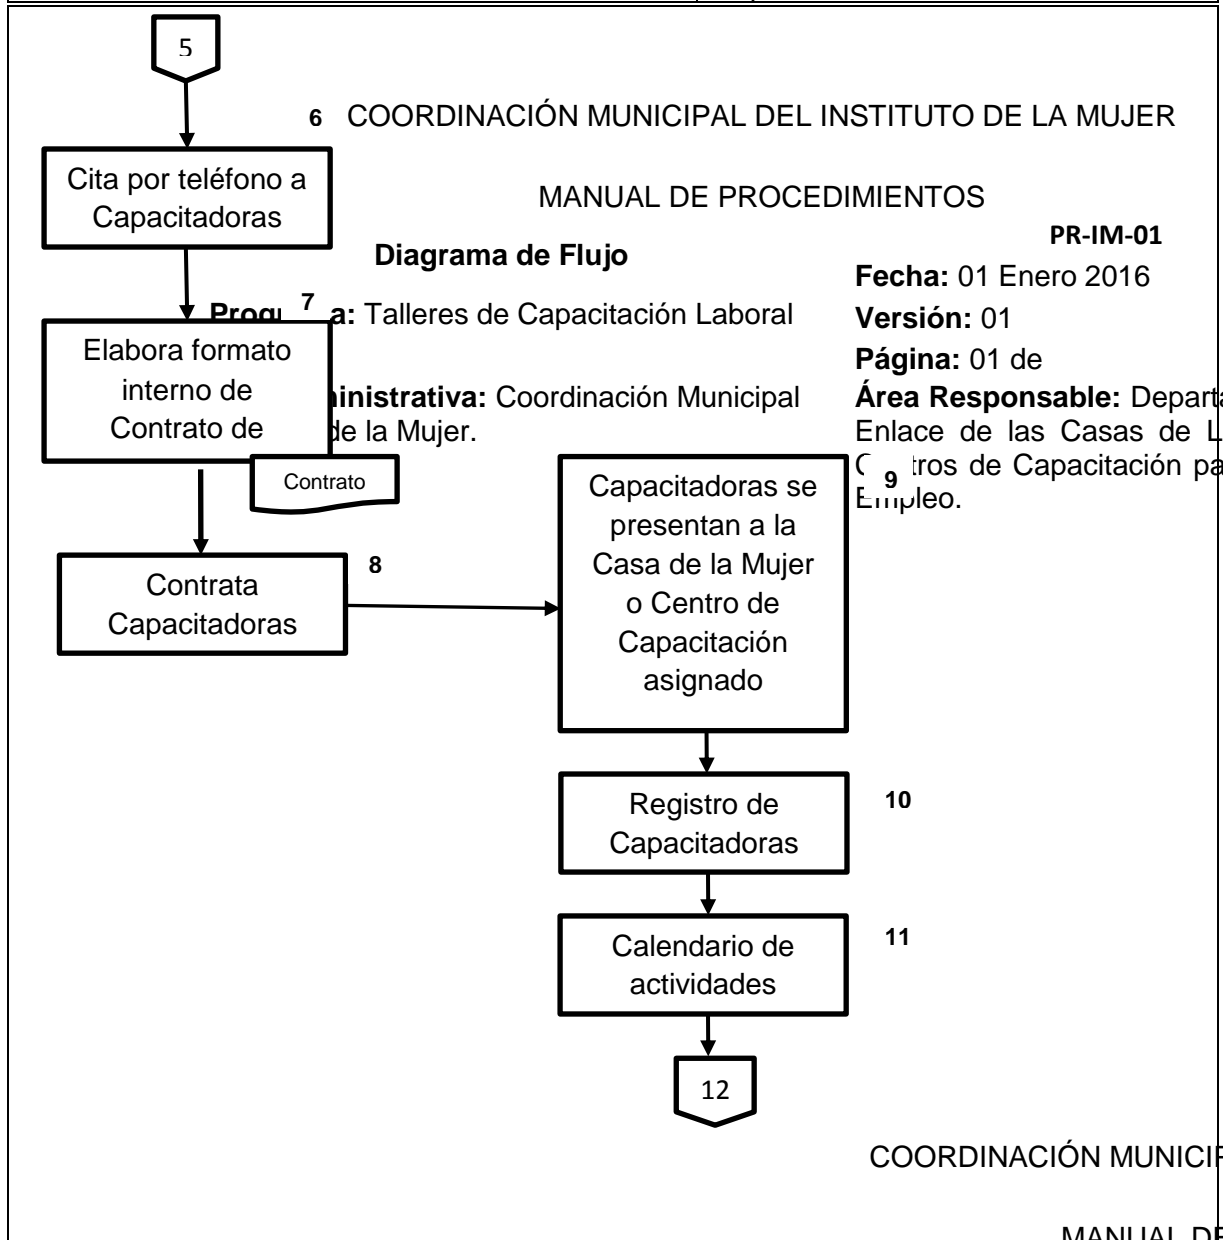 5
6 COORDINACIÓN MUNICIPAL DEL INSTITUTO DE LA MUJER
Cita por teléfono a
Capacitadoras
MANUAL DE PROCEDIMIENTOS
PR-IM-01
Diagrama de Flujo
Fecha: 01 Enero 2016
7
a: Talleres de Capacitación Laboral
Versión: 01
Página: 01 de
Elabora formato
interno de
Contrato de
Coordinación Municipal
de la Mujer.
Área Responsable:
Enlace de las Casas de
de Capacitación
Empleo.
Contrato
9
Capacitadoras se
presentan a la
Casa de la Mujer
o Centro de
Capacitación
asignado
8
Contrata
Capacitadoras
Registro de
Capacitadoras
10
Calendario de
actividades
11
12
COORDINACIÓN
MANUAL